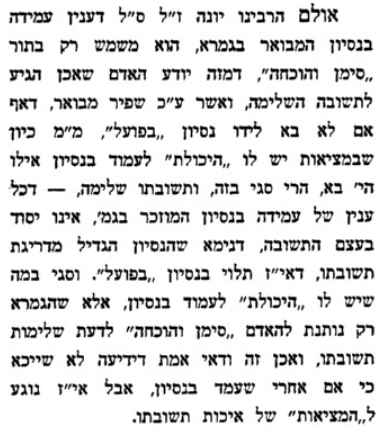 אולם הרבינו יונה ז"ל ס"ל דענין עמידה
בנסיון המבואר בגמרא, הוא משמש רק בתור
„סימן והוכחה", דמזה יודע האדם שאכן הגיע
לתשובה השלימה, ואשר ע"כ שפיר מבואר, דאף
אם לא בא לידו נסיון „בפועל", מ"מ כיון
שבמציאות יש לו „היכולת" לעמוד בנסיון אילו
הי' בא, הרי סגי בזה, ותשובתו שלימה, — דכל
ענין של עמידה בנסיון המוזכר בגמ', אינו יסוד
בעצם התשובה, דנימא שהנסיון הגדיל מדריגת
תשובתו, דאי"ז תלוי בנסיון „בפועל". וסגי במה
שיש לו „היכולת" לעמוד בנסיון, אלא שהגמרא
רק נותנת להאדם „סימן והוכחה" לדעת שלימות
תשובתו, ואכן זה ודאי אמת דידיעה לא שייכא
כי אם אחרי שעמד בנסיון, אבל אי"ז נוגע
ל„המציאות" של איכות תשובתו.